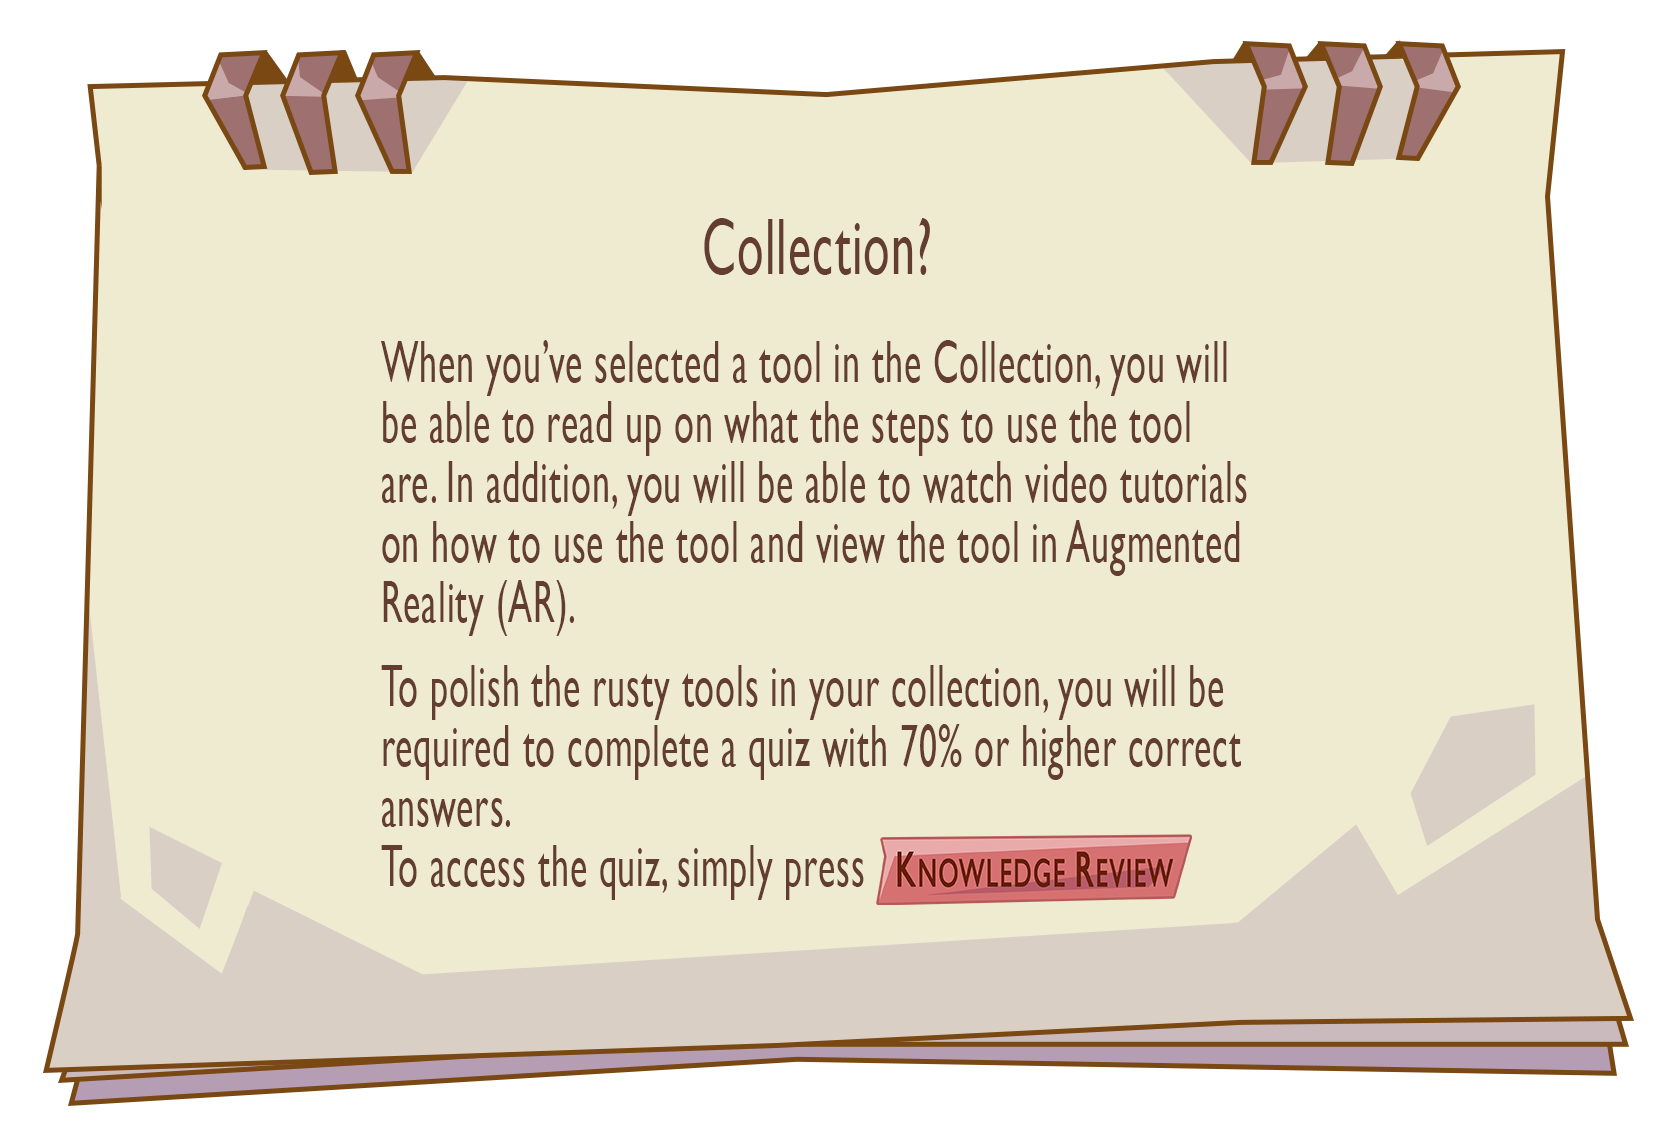 Collection?
When you’ve selected a tool in the Collection, you will
be able to read up on what the steps to use the tool
are. In addition, you will be able to watch video tutorials
on how to use the tool and view the tool in Augmented
Reality (AR).
To polish the rusty tools in your collection, you will be
required to complete a quiz with 70% or higher correct
answers.
To access the quiz, simply press KNOWLEDGE REVIEW